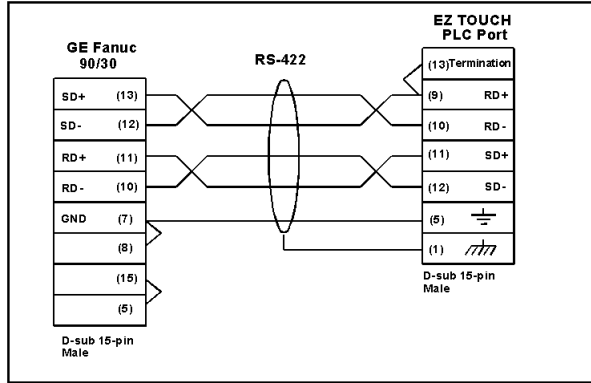 EZ TOUCH
PLC Port
GE Fanuc
90/30
RS-422
(13)Termination
SD+ (13)
(9) RD+
SD- (12)
(10) RD-
RD+ (11)
(11) SD+
RD- (10)
(12) SD-
GND (7)
(5)
(8)
(1)
(15)
(5)
D-sub 15-pin
Male
D-sub 15-pin
Male